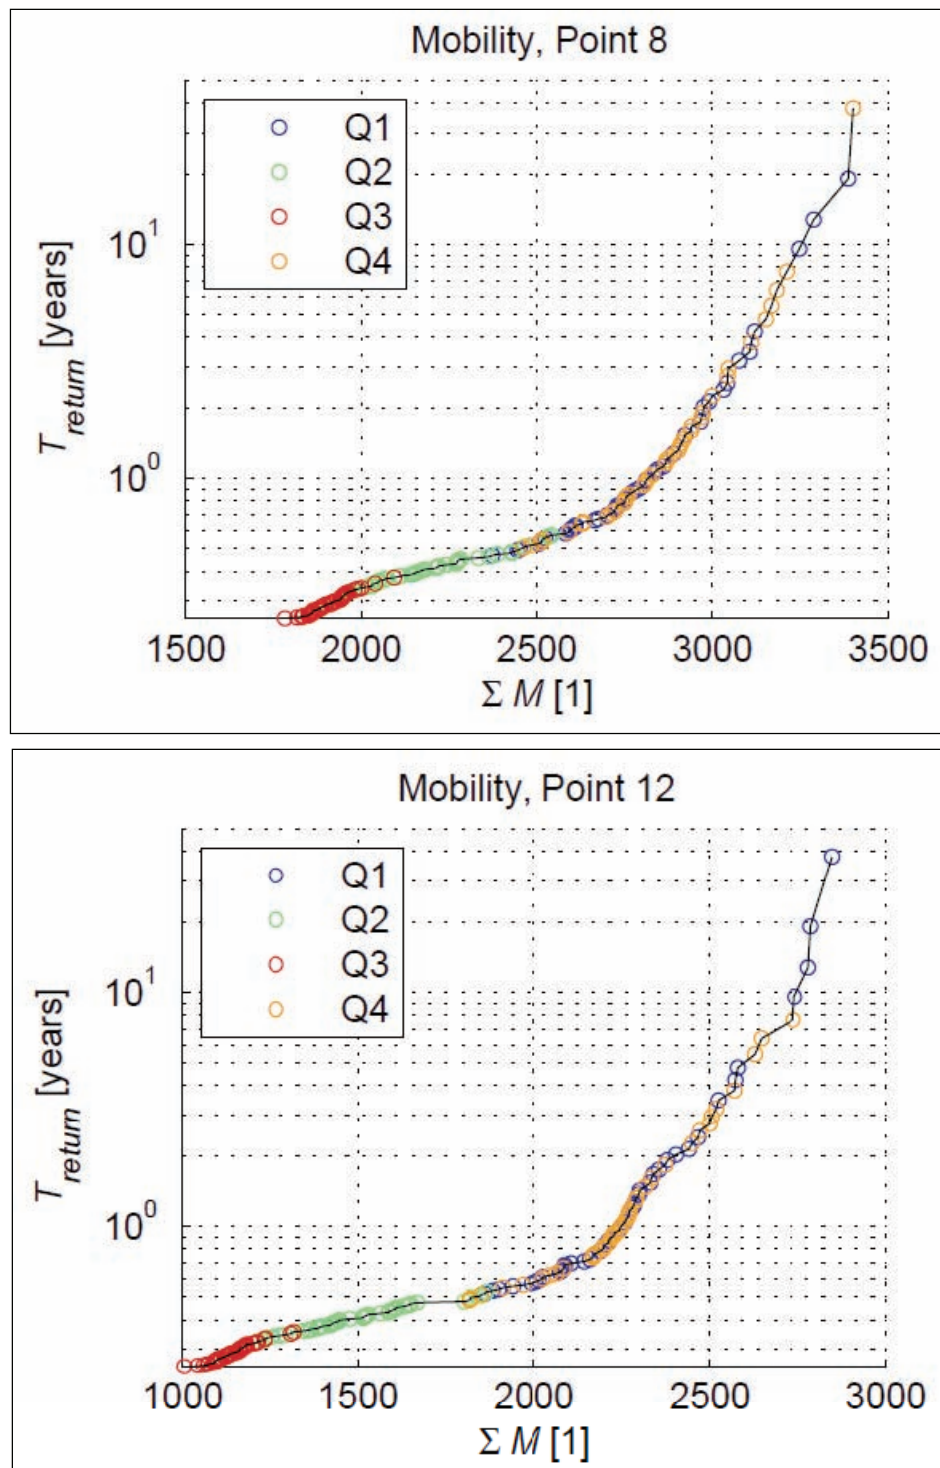 Mobility, Point 8
Q1
Q2
Q3
Q4
T_return [years]
10^1
10^0
1500 2000 2500 3000 3500
Σ M [1]
Mobility, Point 12
Q1
Q2
Q3
Q4
T_return [years]
10^1
10^0
1000 1500 2000 2500 3000
Σ M [1]